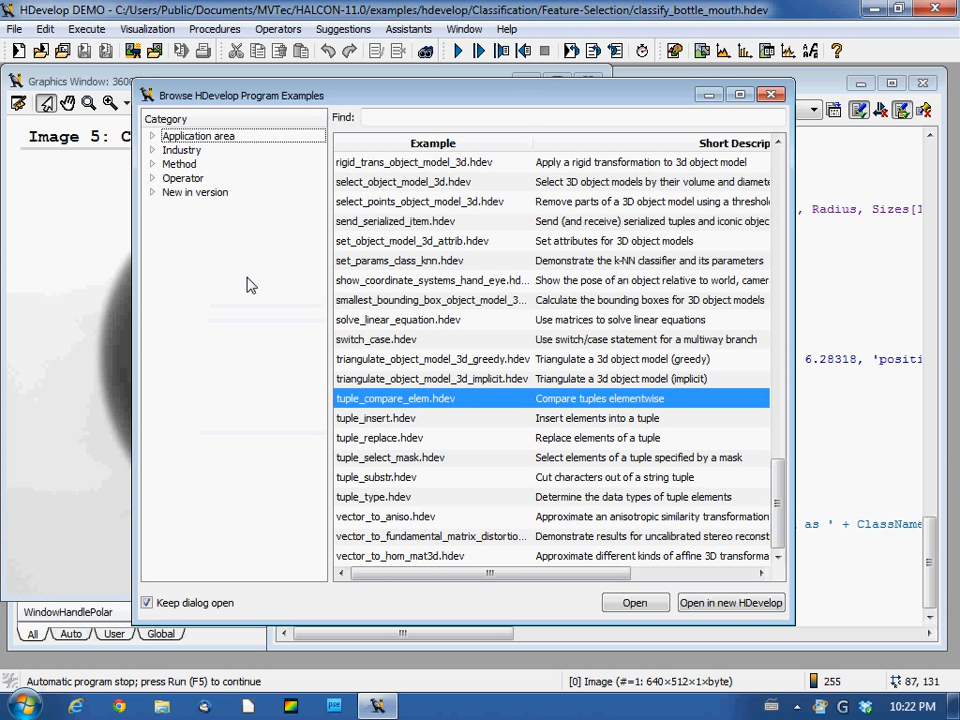 HDevelop DEMO - C:/Users/Public/Documents/MVTec/HALCON-11.0/examples/hdevelop/Classification/Feature-Selection/classify_bottle_mouth.hdev
File Edit Execute Visualization Procedures Operators Suggestions Assistants Window Help
Graphics Window: 3600
Image 5: C
Browse HDevelop Program Examples
Category
Application area
Industry
Method
Operator
New in version
Find:
Example Short Descrip
rigid_trans_object_model_3d.hdev Apply a rigid transformation to 3d object model
select_object_model_3d.hdev Select 3D object models by their volume and diamete
select_points_object_model_3d.hdev Remove parts of a 3D object model using a threshol
send_serialized_item.hdev Send (and receive) serialized tuples and iconic objec
set_object_model_3d_attrib.hdev Set attributes for 3D object models
set_params_class_knn.hdev Demonstrate the k-NN classifier and its parameters
show_coordinate_systems_hand_eye.hd... Show the pose of an object relative to world, camer
smallest_bounding_box_object_model_3... Calculate the bounding boxes for 3D object models
solve_linear_equation.hdev Use matrices to solve linear equations
switch_case.hdev Use switch/case statement for a multiway branch
triangulate_object_model_3d_greedy.hdev Triangulate a 3d object model (greedy)
triangulate_object_model_3d_implicit.hdev Triangulate a 3d object model (implicit)
tuple_compare_elem.hdev Compare tuples elementwise
tuple_insert.hdev Insert elements into a tuple
tuple_replace.hdev Replace elements of a tuple
tuple_select_mask.hdev Select elements of a tuple specified by a mask
tuple_substr.hdev Cut characters out of a string tuple
tuple_type.hdev Determine the data types of tuple elements
vector_to_aniso.hdev Approximate an anisotropic similarity transformation
vector_to_fundamental_matrix_distortio... Demonstrate results for uncalibrated stereo reconst
vector_to_hom_mat3d.hdev Approximate different kinds of affine 3D transforma
Keep dialog open
Open
Open in new HDevelop
, Radius, Sizes[I
6.28318, 'positi
as ' + ClassName
WindowHandlePolar
All Auto User Global
Automatic program stop; press Run (F5) to continue
[0] Image (#=1: 640×512×1×byte)
255
87, 131
pse
10:22 PM